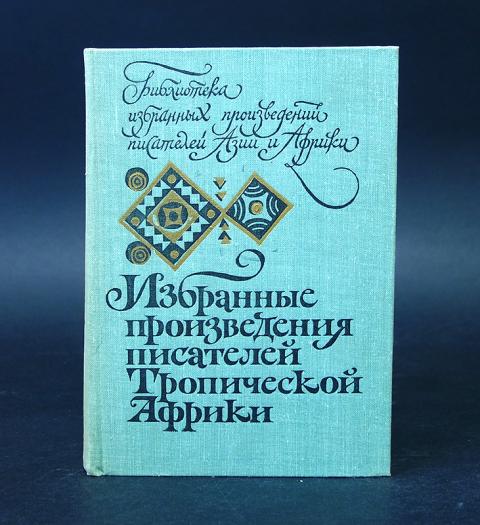 Библиотека
избранных произведений
писателей Азии и Африки
Избранные
произведения
писателей
Тропической
Африки